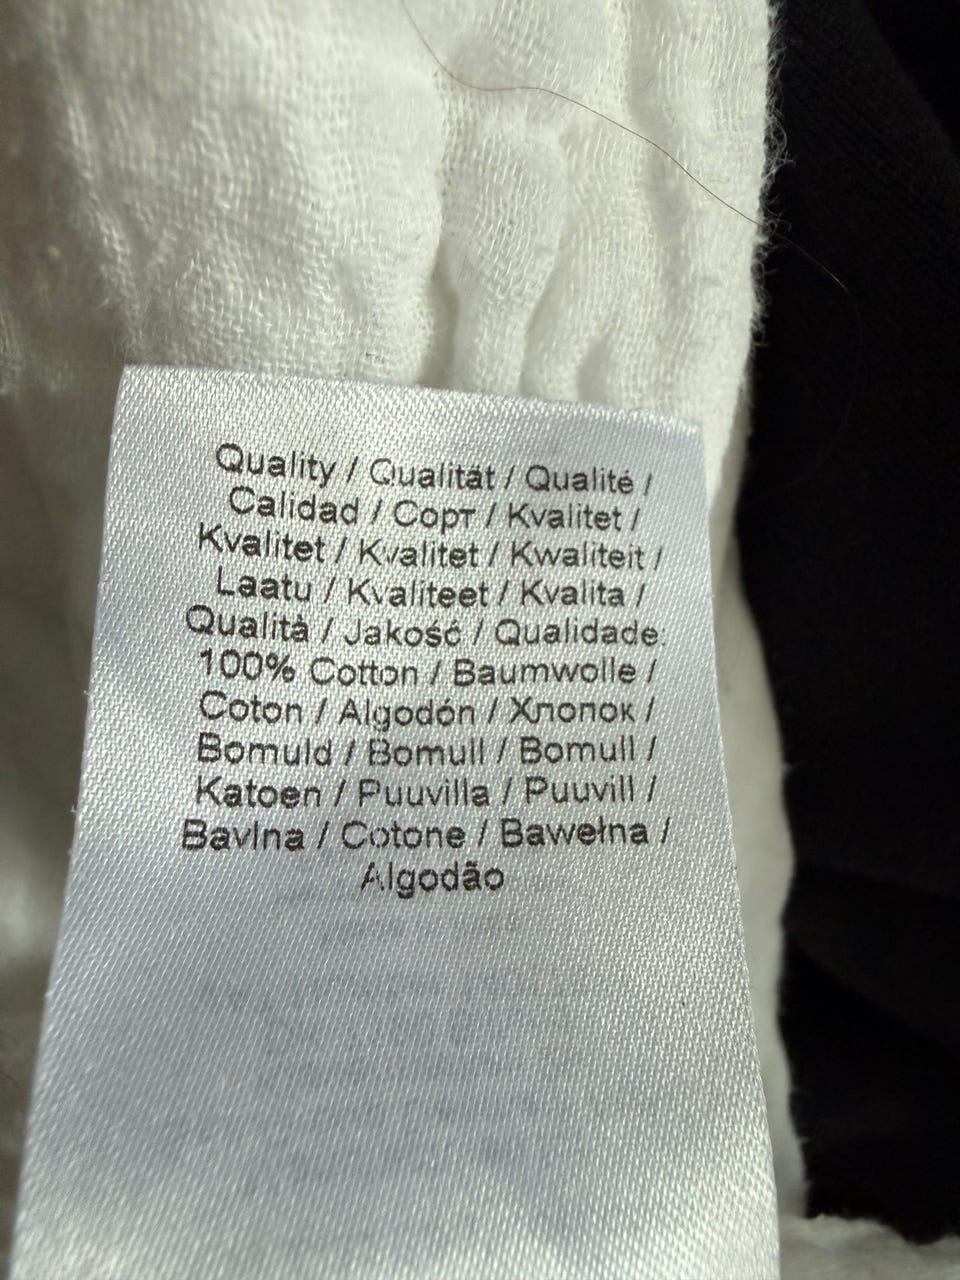 Quality / Qualität / Qualité /
Calidad / Сорт / Kvalitet /
Kvalitet / Kvalitet / Kwaliteit /
Laatu / Kvaliteet / Kvalita /
Qualità / Jakość / Qualidade:
100% Cotton / Baumwolle /
Coton / Algodón / Хлопок /
Bomuld / Bomull / Bomull /
Katoen / Puuvilla / Puuvill /
Bavlna / Cotone / Bawełna /
Algodão